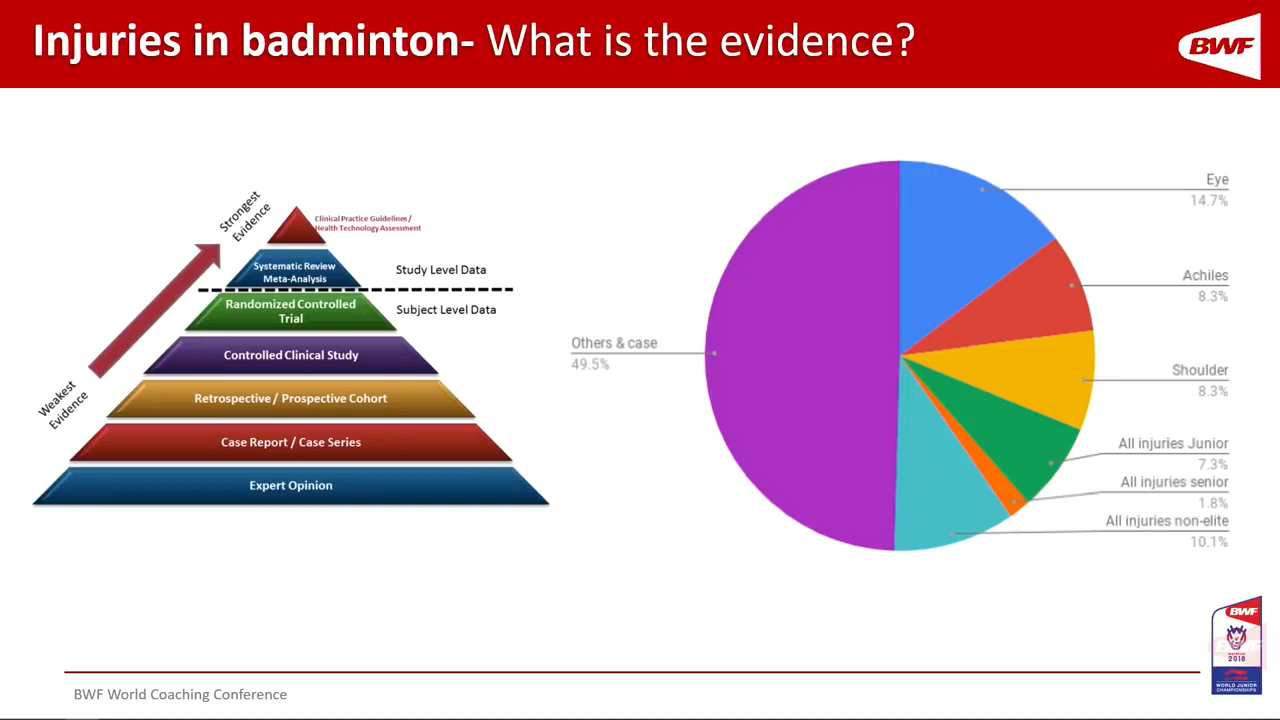 Injuries in badminton- What is the evidence?
BWF
Strongest
Evidence
Weakest
Evidence
Clinical Practice Guidelines /
Health Technology Assessment
Systematic Review
Meta-Analysis
Study Level Data
Randomized Controlled
Trial
Subject Level Data
Controlled Clinical Study
Retrospective / Prospective Cohort
Case Report / Case Series
Expert Opinion
Eye
14.7%
Achiles
8.3%
Shoulder
8.3%
All injuries Junior
7.3%
All injuries senior
1.8%
All injuries non-elite
10.1%
Others & case
49.5%
BWF
2018
WORLD JUNIOR
CHAMPIONSHIPS
BWF World Coaching Conference